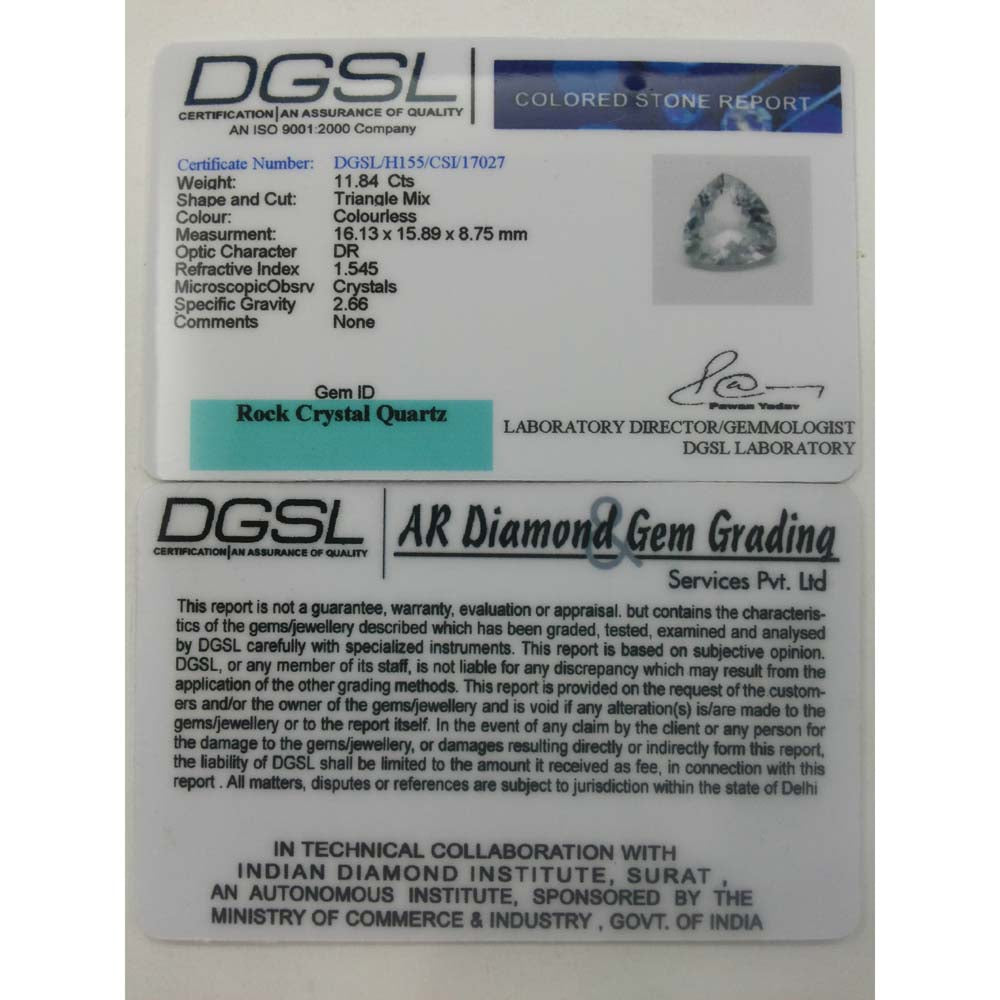 DGSL
CERTIFICATION|AN ASSURANCE OF QUALITY
AN ISO 9001:2000 Company
COLORED STONE REPORT
Certificate Number: DGSL/H155/CSI/17027
Weight: 11.84 Cts
Shape and Cut: Triangle Mix
Colour: Colourless
Measurment: 16.13 x 15.89 x 8.75 mm
Optic Character DR
Refractive Index 1.545
MicroscopicObsrv Crystals
Specific Gravity 2.66
Comments None
Gem ID
Rock Crystal Quartz
Pawan Yadav
LABORATORY DIRECTOR/GEMMOLOGIST
DGSL LABORATORY
DGSL
CERTIFICATION|AN ASSURANCE OF QUALITY
AR Diamond & Gem Grading
Services Pvt. Ltd
This report is not a guarantee, warranty, evaluation or appraisal. but contains the characteris-
tics of the gems/jewellery described which has been graded, tested, examined and analysed
by DGSL carefully with specialized instruments. This report is based on subjective opinion.
DGSL, or any member of its staff, is not liable for any discrepancy which may result from the
application of the other grading methods. This report is provided on the request of the custom-
ers and/or the owner of the gems/jewellery and is void if any alteration(s) is/are made to the
gems/jewellery or to the report itself. In the event of any claim by the client or any person for
the damage to the gems/jewellery, or damages resulting directly or indirectly form this report,
the liability of DGSL shall be limited to the amount it received as fee, in connection with this
report . All matters, disputes or references are subject to jurisdiction within the state of Delhi
IN TECHNICAL COLLABORATION WITH
INDIAN DIAMOND INSTITUTE, SURAT ,
AN AUTONOMOUS INSTITUTE, SPONSORED BY THE
MINISTRY OF COMMERCE & INDUSTRY , GOVT. OF INDIA